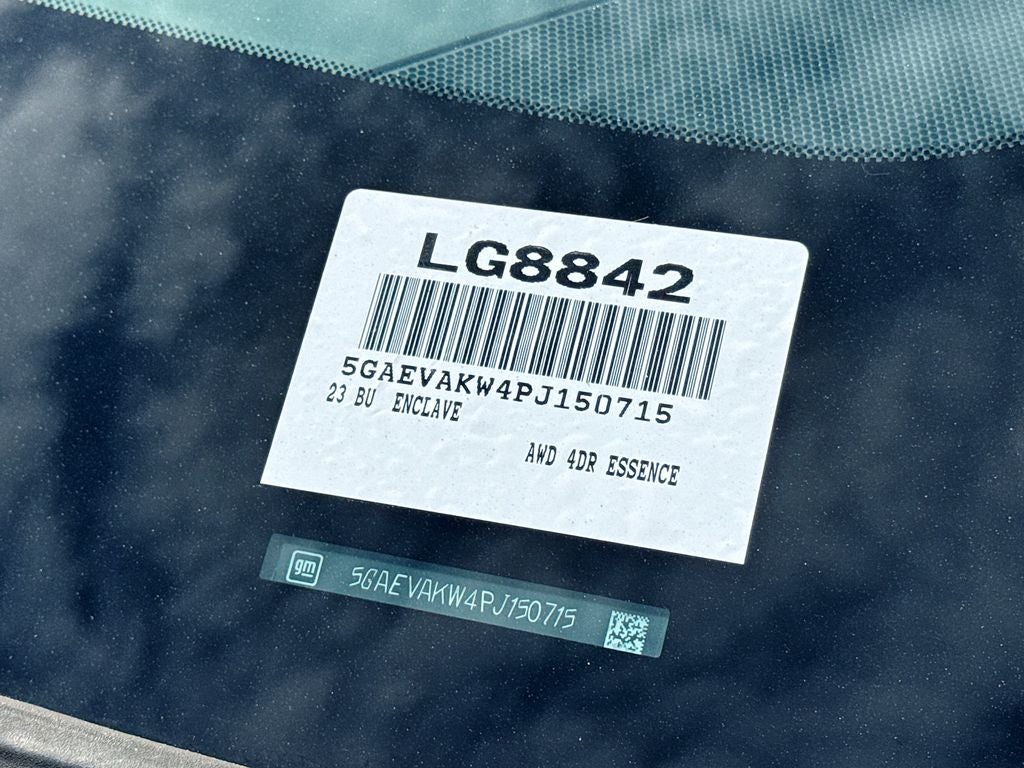 LG8842
5GAEVAKW4PJ150715
23 BU ENCLAVE
AWD 4DR ESSENCE
gm 5GAEVAKW4PJ150715